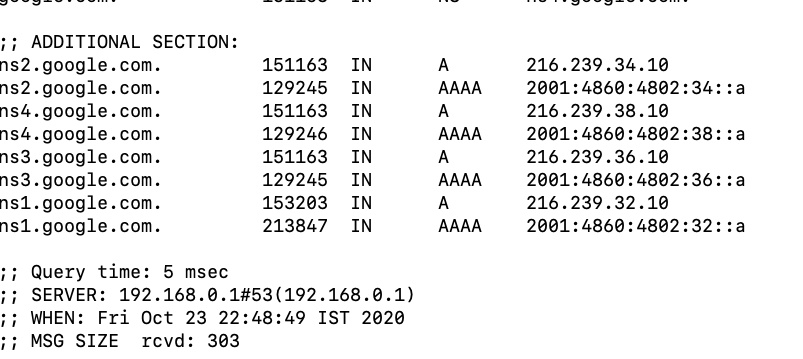 ;; ADDITIONAL SECTION:
ns2.google.com. 151163 IN A 216.239.34.10
ns2.google.com. 129245 IN AAAA 2001:4860:4802:34::a
ns4.google.com. 151163 IN A 216.239.38.10
ns4.google.com. 129246 IN AAAA 2001:4860:4802:38::a
ns3.google.com. 151163 IN A 216.239.36.10
ns3.google.com. 129245 IN AAAA 2001:4860:4802:36::a
ns1.google.com. 153203 IN A 216.239.32.10
ns1.google.com. 213847 IN AAAA 2001:4860:4802:32::a
;; Query time: 5 msec
;; SERVER: 192.168.0.1#53(192.168.0.1)
;; WHEN: Fri Oct 23 22:48:49 IST 2020
;; MSG SIZE rcvd: 303